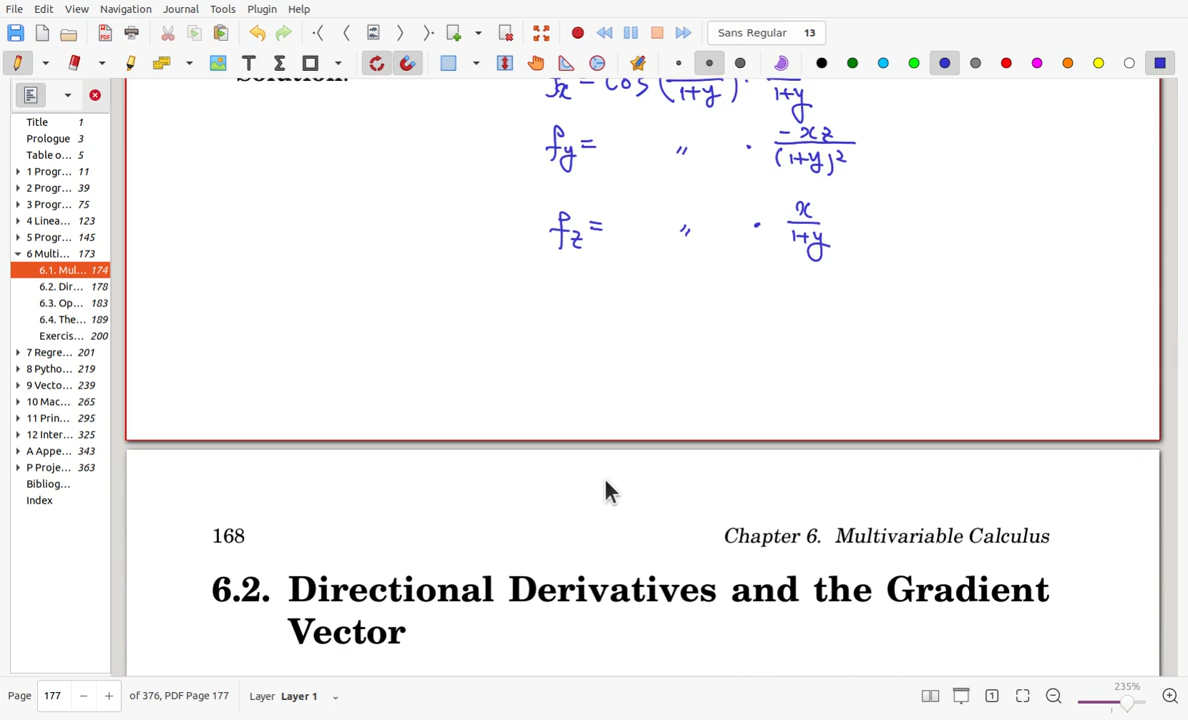 File Edit View Navigation Journal Tools Plugin Help
Sans Regular 13
Title 1
Prologue 3
Table o... 5
1 Progr... 11
2 Progr... 39
3 Progr... 75
4 Linea... 123
5 Progr... 145
6 Multi... 173
6.1. Mul... 174
6.2. Dir... 178
6.3. Op... 183
6.4. The... 189
Exercis... 200
7 Regre... 201
8 Pytho... 219
9 Vecto... 239
10 Mac... 265
11 Prin... 295
12 Inter... 325
A Appe... 343
P Proje... 363
Bibliog...
Index
Solution.
fx = cos( /1+y) · /1+y
fy = 〃 · -xz/(1+y)²
fz = 〃 · x/1+y
168 Chapter 6. Multivariable Calculus
6.2. Directional Derivatives and the Gradient
Vector
Page 177 of 376, PDF Page 177 Layer Layer 1 235%